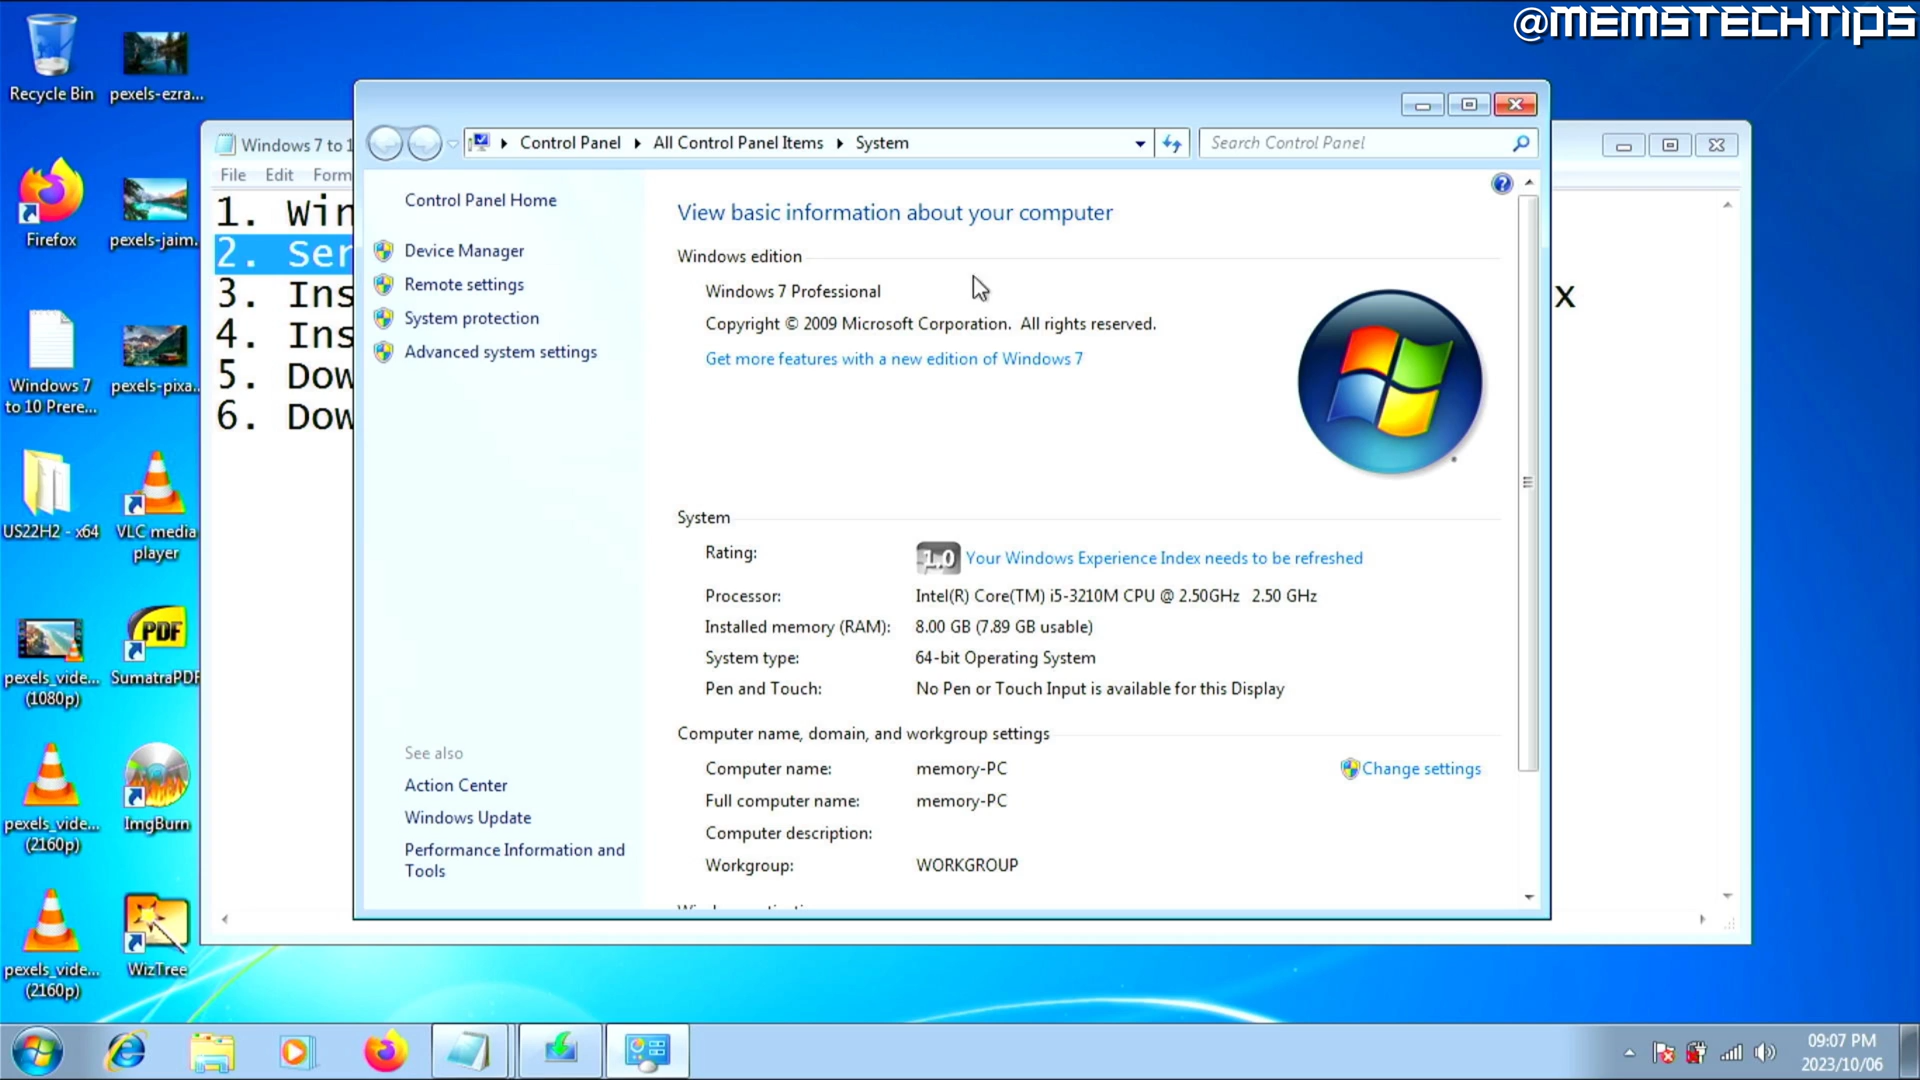 @MEMSTECHTIPS
Recycle Bin
pexels-ezra...
Firefox
pexels-jaim.
Windows 7
to 10 Prere...
pexels-pixa...
US22H2 - x64
VLC media
player
pexels_vide...
(1080p)
SumatraPDF
pexels_vide...
(2160p)
ImgBurn
pexels_vide...
(2160p)
WizTree
Windows 7 to 1
File Edit Form
1. Win
2. Ser
3. Ins
4. Ins
5. Dow
6. Dow
x
Control Panel All Control Panel Items System
Search Control Panel
Control Panel Home
Device Manager
Remote settings
System protection
Advanced system settings
See also
Action Center
Windows Update
Performance Information and
Tools
View basic information about your computer
Windows edition
Windows 7 Professional
Copyright © 2009 Microsoft Corporation. All rights reserved.
Get more features with a new edition of Windows 7
System
Rating:
1.0 Your Windows Experience Index needs to be refreshed
Processor: Intel(R) Core(TM) i5-3210M CPU @ 2.50GHz 2.50 GHz
Installed memory (RAM): 8.00 GB (7.89 GB usable)
System type: 64-bit Operating System
Pen and Touch: No Pen or Touch Input is available for this Display
Computer name, domain, and workgroup settings
Computer name: memory-PC
Change settings
Full computer name: memory-PC
Computer description:
Workgroup: WORKGROUP
PDF
09:07 PM
2023/10/06